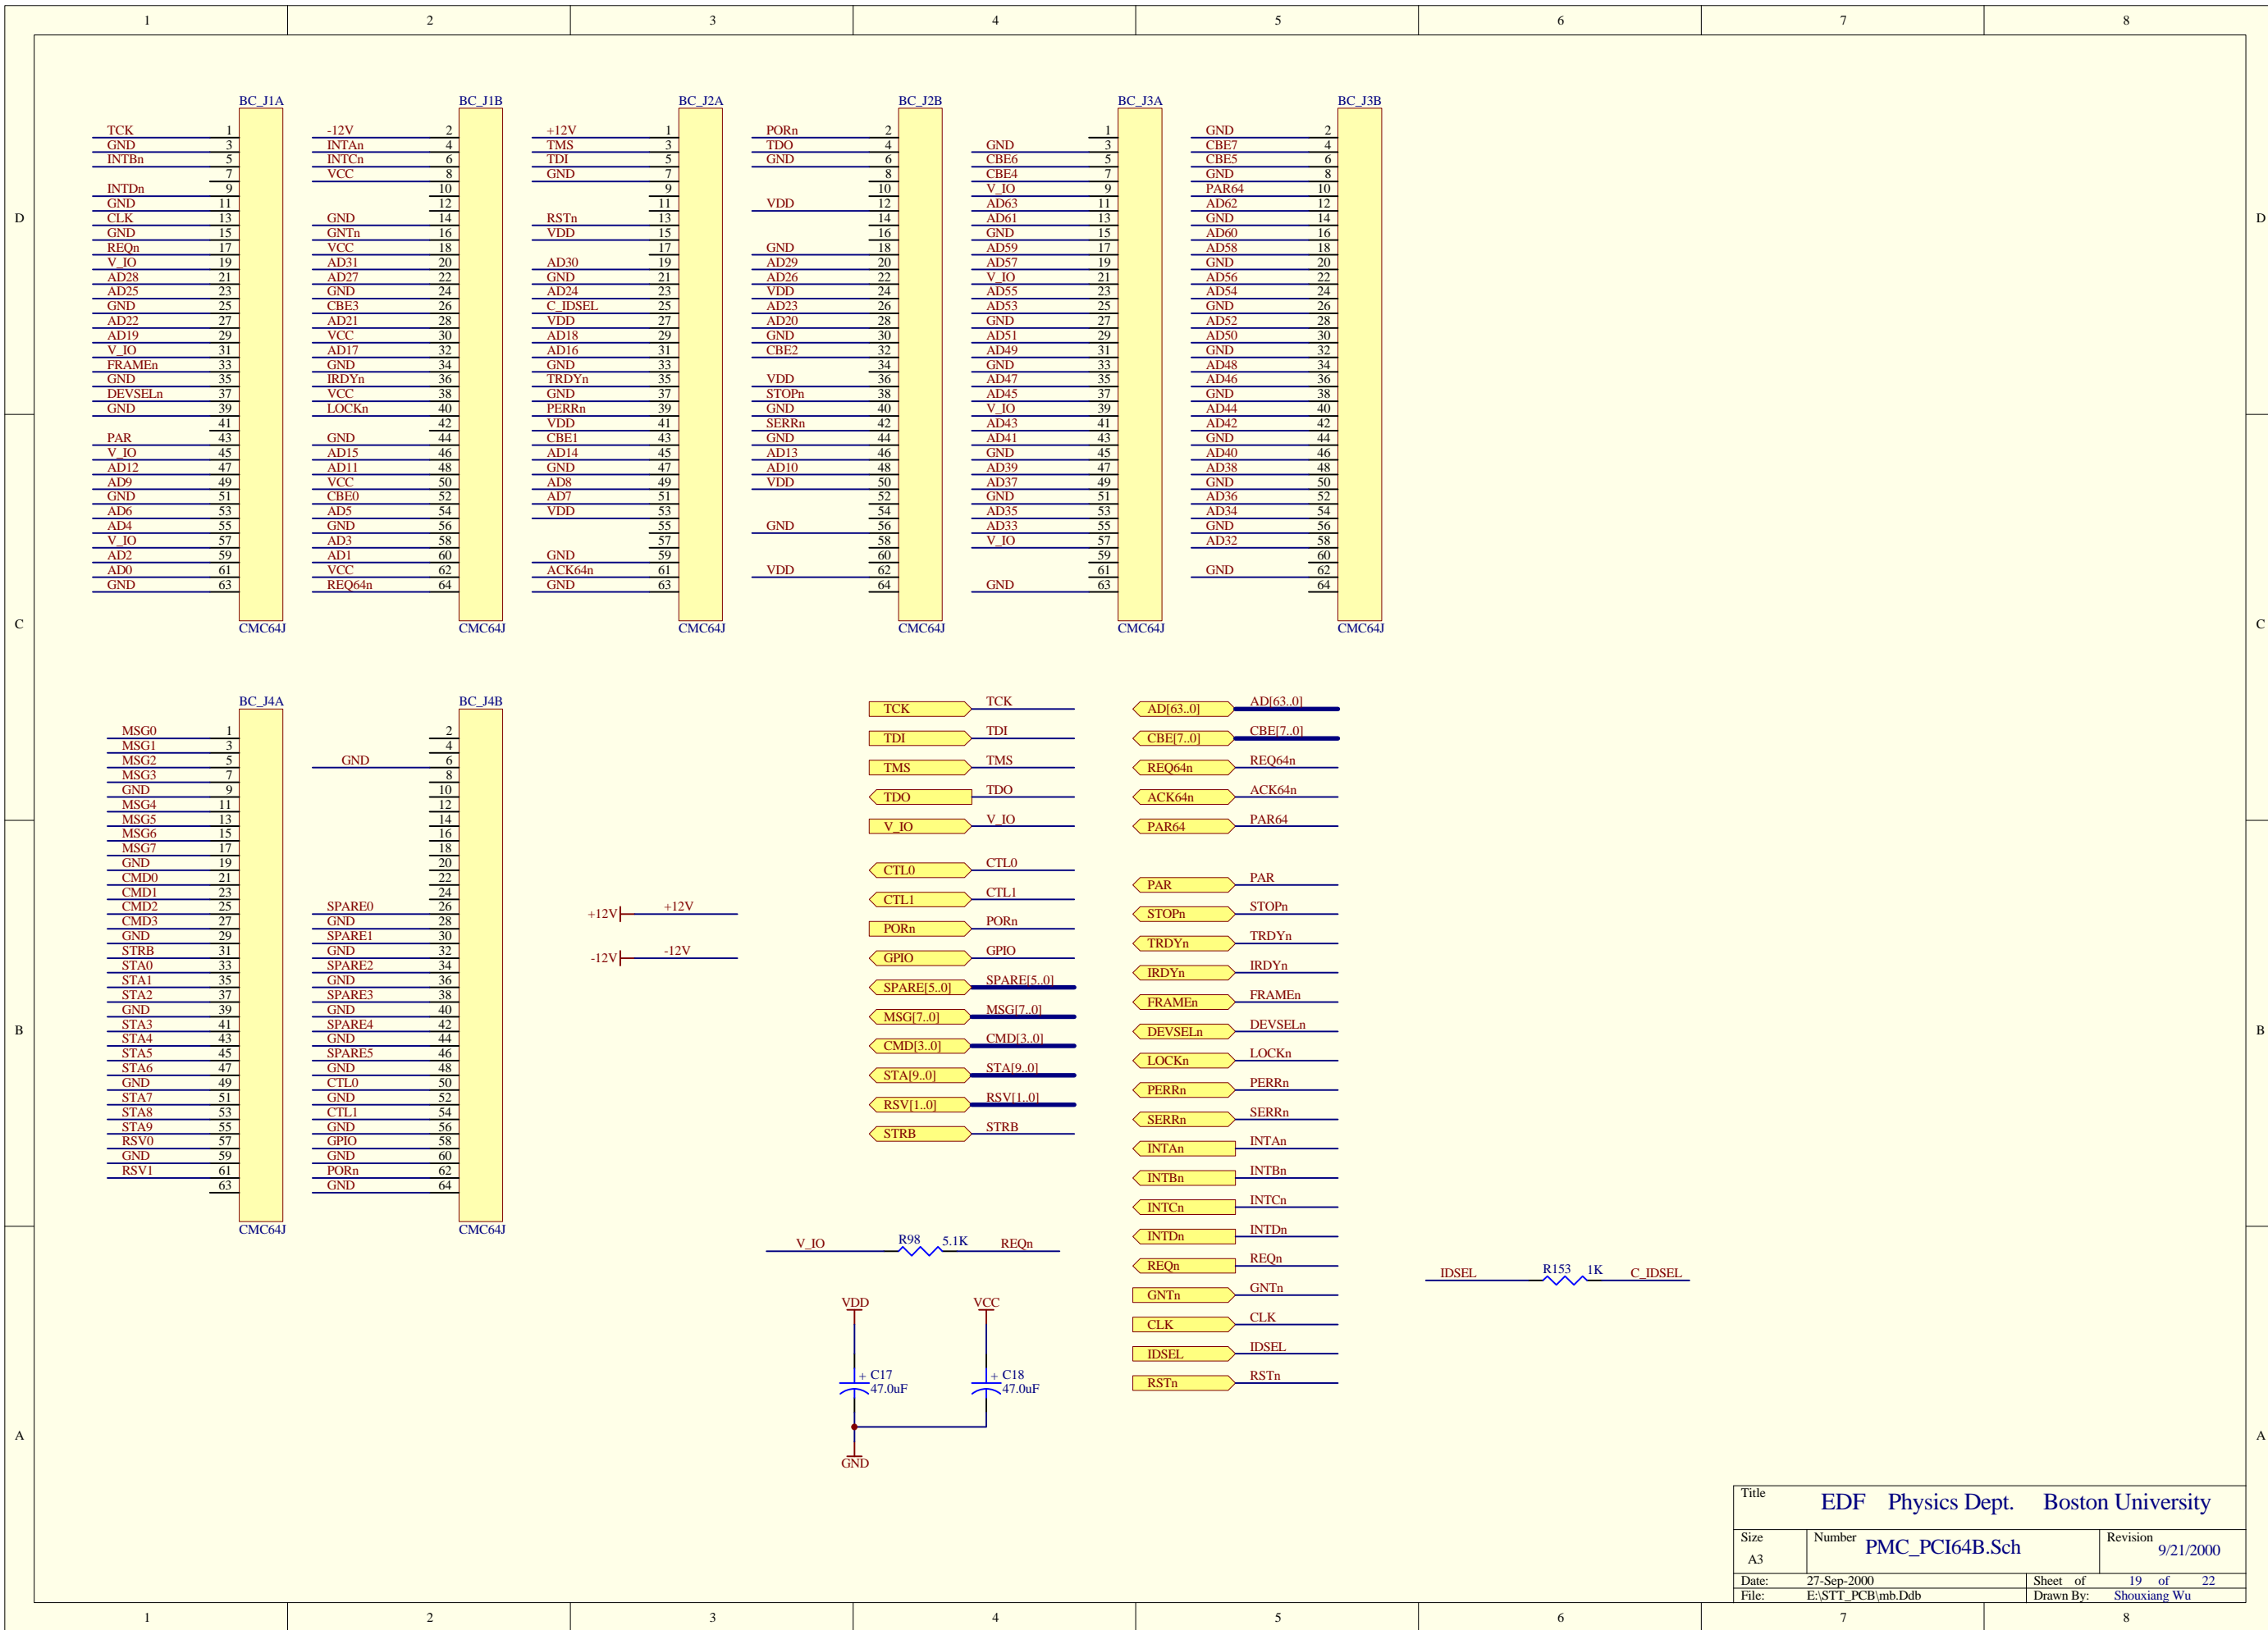 1 2 3 4 5 6 7 8
D
C
B
A
BC_J1A
TCK 1
GND 3
INTBn 5
7
INTDn 9
GND 11
CLK 13
GND 15
REQn 17
V_IO 19
AD28 21
AD25 23
GND 25
AD22 27
AD19 29
V_IO 31
FRAMEn 33
GND 35
DEVSELn 37
GND 39
41
PAR 43
V_IO 45
AD12 47
AD9 49
GND 51
AD6 53
AD4 55
V_IO 57
AD2 59
AD0 61
GND 63
CMC64J
BC_J1B
-12V 2
INTAn 4
INTCn 6
VCC 8
10
12
GND 14
GNTn 16
VCC 18
AD31 20
AD27 22
GND 24
CBE3 26
AD21 28
VCC 30
AD17 32
GND 34
IRDYn 36
VCC 38
LOCKn 40
42
GND 44
AD15 46
AD11 48
VCC 50
CBE0 52
AD5 54
GND 56
AD3 58
AD1 60
VCC 62
REQ64n 64
CMC64J
BC_J2A
+12V 1
TMS 3
TDI 5
GND 7
9
11
RSTn 13
VDD 15
17
AD30 19
GND 21
AD24 23
C_IDSEL 25
VDD 27
AD18 29
AD16 31
GND 33
TRDYn 35
GND 37
PERRn 39
VDD 41
CBE1 43
AD14 45
GND 47
AD8 49
AD7 51
VDD 53
55
57
GND 59
ACK64n 61
GND 63
CMC64J
BC_J2B
PORn 2
TDO 4
GND 6
8
10
VDD 12
14
16
GND 18
AD29 20
AD26 22
VDD 24
AD23 26
AD20 28
GND 30
CBE2 32
34
VDD 36
STOPn 38
GND 40
SERRn 42
GND 44
AD13 46
AD10 48
VDD 50
52
54
GND 56
58
60
VDD 62
64
CMC64J
BC_J3A
1
GND 3
CBE6 5
CBE4 7
V_IO 9
AD63 11
AD61 13
GND 15
AD59 17
AD57 19
V_IO 21
AD55 23
AD53 25
GND 27
AD51 29
AD49 31
GND 33
AD47 35
AD45 37
V_IO 39
AD43 41
AD41 43
GND 45
AD39 47
AD37 49
GND 51
AD35 53
AD33 55
V_IO 57
59
61
GND 63
CMC64J
BC_J3B
GND 2
CBE7 4
CBE5 6
GND 8
PAR64 10
AD62 12
GND 14
AD60 16
AD58 18
GND 20
AD56 22
AD54 24
GND 26
AD52 28
AD50 30
GND 32
AD48 34
AD46 36
GND 38
AD44 40
AD42 42
GND 44
AD40 46
AD38 48
GND 50
AD36 52
AD34 54
GND 56
AD32 58
60
GND 62
64
CMC64J
BC_J4A
MSG0 1
MSG1 3
MSG2 5
MSG3 7
GND 9
MSG4 11
MSG5 13
MSG6 15
MSG7 17
GND 19
CMD0 21
CMD1 23
CMD2 25
CMD3 27
GND 29
STRB 31
STA0 33
STA1 35
STA2 37
GND 39
STA3 41
STA4 43
STA5 45
STA6 47
GND 49
STA7 51
STA8 53
STA9 55
RSV0 57
GND 59
RSV1 61
63
CMC64J
BC_J4B
2
4
GND 6
8
10
12
14
16
18
20
22
24
SPARE0 26
GND 28
SPARE1 30
GND 32
SPARE2 34
GND 36
SPARE3 38
GND 40
SPARE4 42
GND 44
SPARE5 46
GND 48
CTL0 50
GND 52
CTL1 54
GND 56
GPIO 58
GND 60
PORn 62
GND 64
CMC64J
+12V +12V
-12V -12V
TCK TCK
TDI TDI
TMS TMS
TDO TDO
V_IO V_IO
CTL0 CTL0
CTL1 CTL1
PORn PORn
GPIO GPIO
SPARE[5..0] SPARE[5..0]
MSG[7..0] MSG[7..0]
CMD[3..0] CMD[3..0]
STA[9..0] STA[9..0]
RSV[1..0] RSV[1..0]
STRB STRB
AD[63..0] AD[63..0]
CBE[7..0] CBE[7..0]
REQ64n REQ64n
ACK64n ACK64n
PAR64 PAR64
PAR PAR
STOPn STOPn
TRDYn TRDYn
IRDYn IRDYn
FRAMEn FRAMEn
DEVSELn DEVSELn
LOCKn LOCKn
PERRn PERRn
SERRn SERRn
INTAn INTAn
INTBn INTBn
INTCn INTCn
INTDn INTDn
REQn REQn
GNTn GNTn
CLK CLK
IDSEL IDSEL
RSTn RSTn
V_IO R98 5.1K REQn
IDSEL R153 1K C_IDSEL
VDD VCC
+ C17 + C18
47.0uF 47.0uF
GND
D
C
B
A
Title
EDF Physics Dept. Boston University
Size Number Revision
A3 PMC_PCI64B.Sch 9/21/2000
Date: 27-Sep-2000 Sheet of 19 of 22
File: E:\STT_PCB\mb.Ddb Drawn By: Shouxiang Wu
1 2 3 4 5 6 7 8